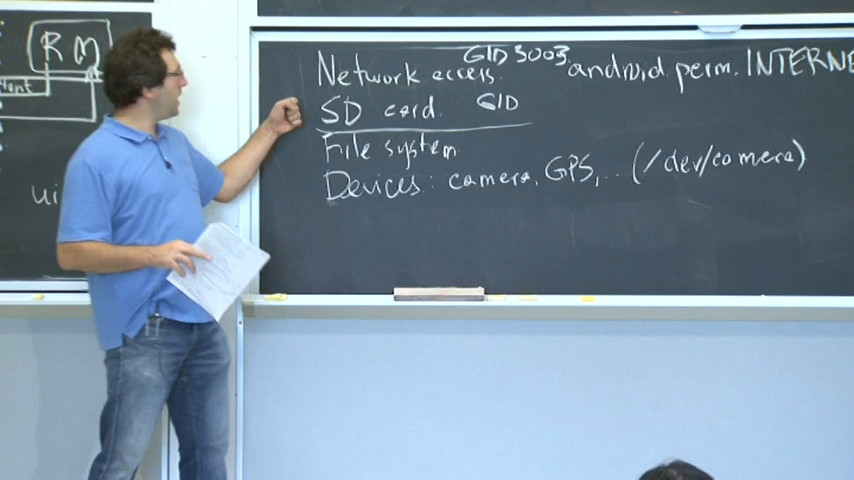 RM
ui
GID 3003
Network access. android.perm.INTERNE
SD card. GID
File system
Devices: camera, GPS, .. (/dev/camera)